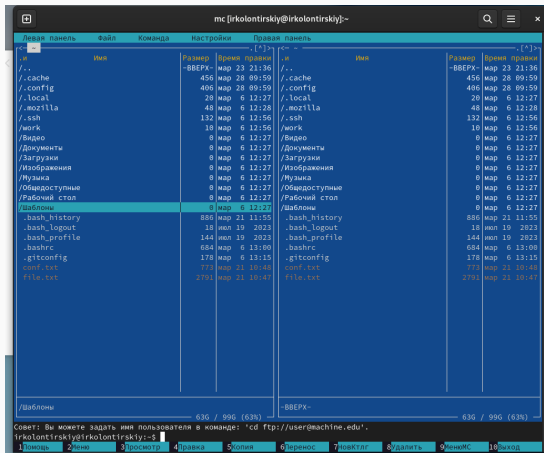 mc [irkolontirskiy@irkolontirskiy]:~
Левая панель Файл Команда Настройки Правая панель
<- ~ .[^]> <- ~ .[^]>
.и Имя Размер Время правки .и Имя Размер Время правки
/.. -ВВЕРХ- мар 23 21:36 /.. -ВВЕРХ- мар 23 21:36
/.cache 456 мар 28 09:59 /.cache 456 мар 28 09:59
/.config 406 мар 28 09:59 /.config 406 мар 28 09:59
/.local 20 мар 6 12:27 /.local 20 мар 6 12:27
/.mozilla 48 мар 6 12:28 /.mozilla 48 мар 6 12:28
/.ssh 132 мар 6 12:56 /.ssh 132 мар 6 12:56
/work 10 мар 6 12:56 /work 10 мар 6 12:56
/Видео 0 мар 6 12:27 /Видео 0 мар 6 12:27
/Документы 0 мар 6 12:27 /Документы 0 мар 6 12:27
/Загрузки 0 мар 6 12:27 /Загрузки 0 мар 6 12:27
/Изображения 0 мар 6 12:27 /Изображения 0 мар 6 12:27
/Музыка 0 мар 6 12:27 /Музыка 0 мар 6 12:27
/Общедоступные 0 мар 6 12:27 /Общедоступные 0 мар 6 12:27
/Рабочий стол 0 мар 6 12:27 /Рабочий стол 0 мар 6 12:27
/Шаблоны 0 мар 6 12:27 /Шаблоны 0 мар 6 12:27
.bash_history 886 мар 21 11:55 .bash_history 886 мар 21 11:55
.bash_logout 18 июл 19 2023 .bash_logout 18 июл 19 2023
.bash_profile 144 июл 19 2023 .bash_profile 144 июл 19 2023
.bashrc 684 мар 6 13:00 .bashrc 684 мар 6 13:00
.gitconfig 178 мар 6 13:15 .gitconfig 178 мар 6 13:15
conf.txt 773 мар 21 10:48 conf.txt 773 мар 21 10:48
file.txt 2791 мар 21 10:47 file.txt 2791 мар 21 10:47
/Шаблоны -ВВЕРХ-
63G / 99G (63%) 63G / 99G (63%)
Совет: Вы можете задать имя пользователя в команде: 'cd ftp://user@machine.edu'.
irkolontirskiy@irkolontirskiy:~$
1Помощь 2Меню 3Просмотр 4Правка 5Копия 6Перенос 7НовКтлг 8Удалить 9МенюMC 10Выход